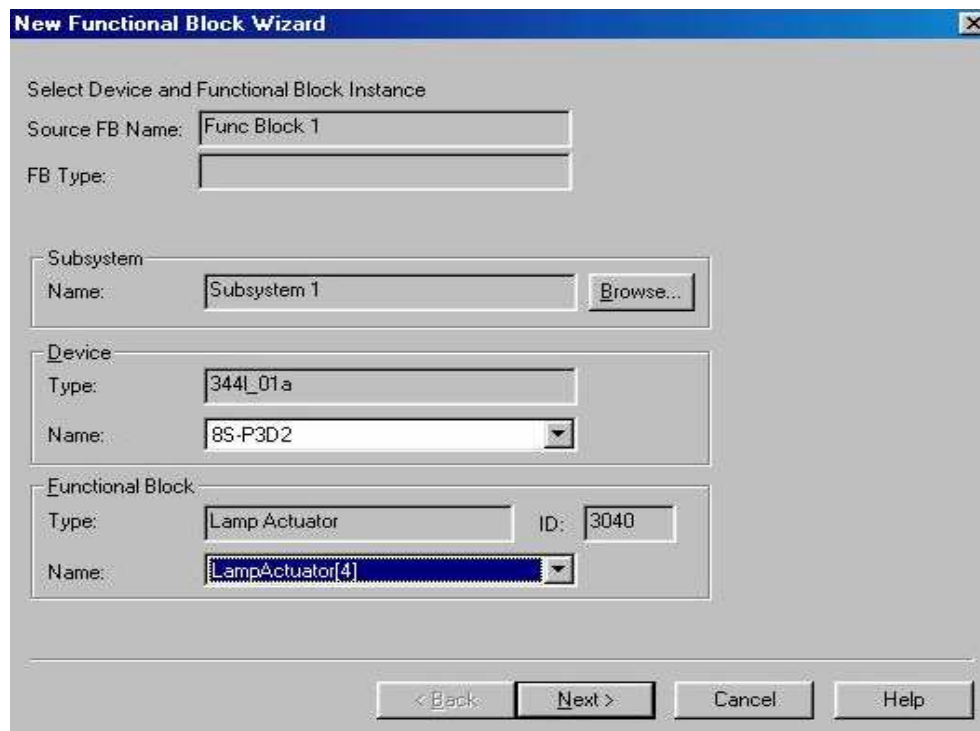 New Functional Block Wizard
Select Device and Functional Block Instance
Source FB Name: Func Block 1
FB Type:
Subsystem
Name: Subsystem 1 Browse...
Device
Type: 344I_01a
Name: 8S-P3D2
Functional Block
Type: Lamp Actuator ID: 3040
Name: LampActuator[4]
< Back Next > Cancel Help